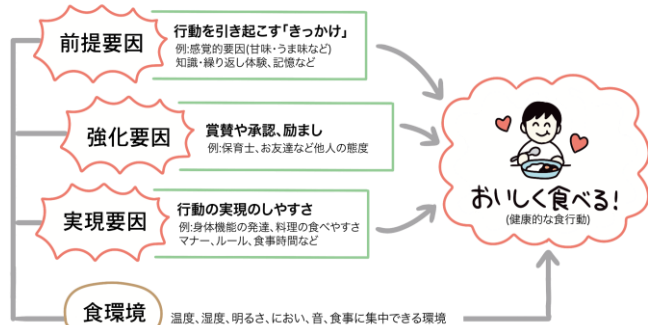 前提要因
行動を引き起こす「きっかけ」
例:感覚的要因(甘味・うま味など)
知識・繰り返し体験、記憶など
強化要因
賞賛や承認、励まし
例:保育士、お友達など他人の態度
実現要因
行動の実現のしやすさ
例:身体機能の発達、料理の食べやすさ
マナー、ルール、食事時間など
おいしく食べる!
(健康的な食行動)
食環境
温度、湿度、明るさ、におい、音、食事に集中できる環境